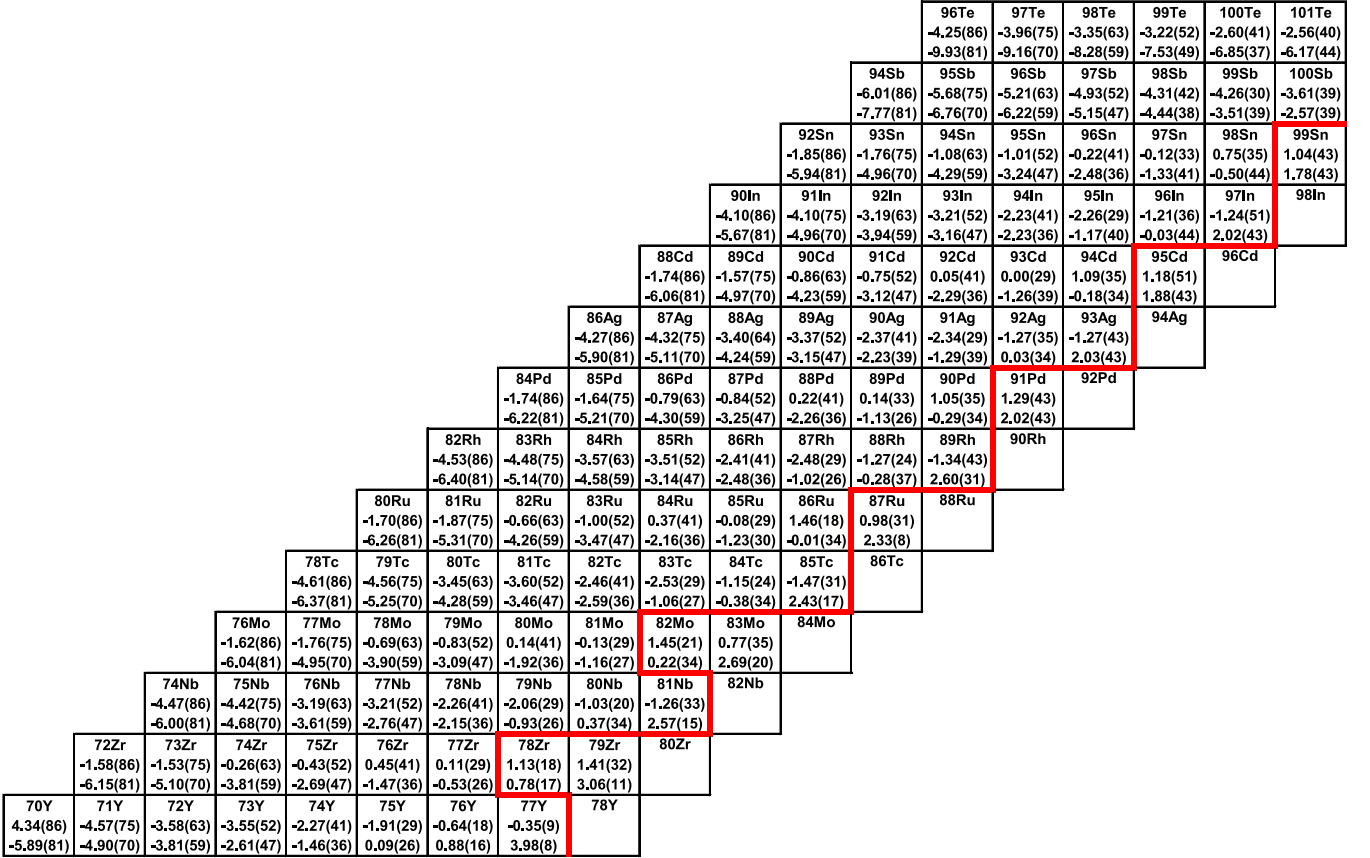 96Te 97Te 98Te 99Te 100Te 101Te
-4.25(86) -3.96(75) -3.35(63) -3.22(52) -2.60(41) -2.56(40)
-9.93(81) -9.16(70) -8.28(59) -7.53(49) -6.85(37) -6.17(44)
94Sb 95Sb 96Sb 97Sb 98Sb 99Sb 100Sb
-6.01(86) -5.68(75) -5.21(63) -4.93(52) -4.31(42) -4.26(30) -3.61(39)
-7.77(81) -6.76(70) -6.22(59) -5.15(47) -4.44(38) -3.51(39) -2.57(39)
92Sn 93Sn 94Sn 95Sn 96Sn 97Sn 98Sn 99Sn
-1.85(86) -1.76(75) -1.08(63) -1.01(52) -0.22(41) -0.12(33) 0.75(35) 1.04(43)
-5.94(81) -4.96(70) -4.29(59) -3.24(47) -2.48(36) -1.33(41) -0.50(44) 1.78(43)
90In 91In 92In 93In 94In 95In 96In 97In 98In
-4.10(86) -4.10(75) -3.19(63) -3.21(52) -2.23(41) -2.26(29) -1.21(36) -1.24(51)
-5.67(81) -4.96(70) -3.94(59) -3.16(47) -2.23(36) -1.17(40) -0.03(44) 2.02(43)
88Cd 89Cd 90Cd 91Cd 92Cd 93Cd 94Cd 95Cd 96Cd
-1.74(86) -1.57(75) -0.86(63) -0.75(52) 0.05(41) 0.00(29) 1.09(35) 1.18(51)
-6.06(81) -4.97(70) -4.23(59) -3.12(47) -2.29(36) -1.26(39) -0.18(34) 1.88(43)
86Ag 87Ag 88Ag 89Ag 90Ag 91Ag 92Ag 93Ag 94Ag
-4.27(86) -4.32(75) -3.40(64) -3.37(52) -2.37(41) -2.34(29) -1.27(35) -1.27(43)
-5.90(81) -5.11(70) -4.24(59) -3.15(47) -2.23(39) -1.29(39) 0.03(34) 2.03(43)
84Pd 85Pd 86Pd 87Pd 88Pd 89Pd 90Pd 91Pd 92Pd
-1.74(86) -1.64(75) -0.79(63) -0.84(52) 0.22(41) 0.14(33) 1.05(35) 1.29(43)
-6.22(81) -5.21(70) -4.30(59) -3.25(47) -2.26(36) -1.13(26) -0.29(34) 2.02(43)
82Rh 83Rh 84Rh 85Rh 86Rh 87Rh 88Rh 89Rh 90Rh
-4.53(86) -4.48(75) -3.57(63) -3.51(52) -2.41(41) -2.48(29) -1.27(24) -1.34(43)
-6.40(81) -5.14(70) -4.58(59) -3.14(47) -2.48(36) -1.02(26) -0.28(37) 2.60(31)
80Ru 81Ru 82Ru 83Ru 84Ru 85Ru 86Ru 87Ru 88Ru
-1.70(86) -1.87(75) -0.66(63) -1.00(52) 0.37(41) -0.08(29) 1.46(18) 0.98(31)
-6.26(81) -5.31(70) -4.26(59) -3.47(47) -2.16(36) -1.23(30) -0.01(34) 2.33(8)
78Tc 79Tc 80Tc 81Tc 82Tc 83Tc 84Tc 85Tc 86Tc
-4.61(86) -4.56(75) -3.45(63) -3.60(52) -2.46(41) -2.53(29) -1.15(24) -1.47(31)
-6.37(81) -5.25(70) -4.28(59) -3.46(47) -2.59(36) -1.06(27) -0.38(34) 2.43(17)
76Mo 77Mo 78Mo 79Mo 80Mo 81Mo 82Mo 83Mo 84Mo
-1.62(86) -1.76(75) -0.69(63) -0.83(52) 0.14(41) -0.13(29) 1.45(21) 0.77(35)
-6.04(81) -4.95(70) -3.90(59) -3.09(47) -1.92(36) -1.16(27) 0.22(34) 2.69(20)
74Nb 75Nb 76Nb 77Nb 78Nb 79Nb 80Nb 81Nb 82Nb
-4.47(86) -4.42(75) -3.19(63) -3.21(52) -2.26(41) -2.06(29) -1.03(20) -1.26(33)
-6.00(81) -4.68(70) -3.61(59) -2.76(47) -2.15(36) -0.93(26) 0.37(34) 2.57(15)
72Zr 73Zr 74Zr 75Zr 76Zr 77Zr 78Zr 79Zr 80Zr
-1.58(86) -1.53(75) -0.26(63) -0.43(52) 0.45(41) 0.11(29) 1.13(18) 1.41(32)
-6.15(81) -5.10(70) -3.81(59) -2.69(47) -1.47(36) -0.53(26) 0.78(17) 3.06(11)
70Y 71Y 72Y 73Y 74Y 75Y 76Y 77Y 78Y
4.34(86) -4.57(75) -3.58(63) -3.55(52) -2.27(41) -1.91(29) -0.64(18) -0.35(9)
-5.89(81) -4.90(70) -3.81(59) -2.61(47) -1.46(36) 0.09(26) 0.88(16) 3.98(8)